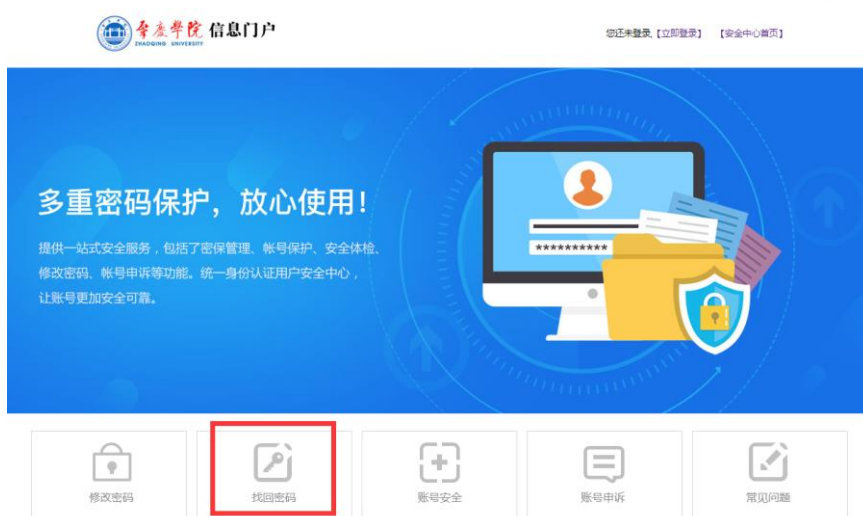 肇慶學院 信息门户
ZHAOQING UNIVERSITY
您还未登录,【立即登录】 【安全中心首页】
多重密码保护，放心使用！
提供一站式安全服务，包括了密保管理、帐号保护、安全体检、
修改密码、帐号申诉等功能。统一身份认证用户安全中心，
让账号更加安全可靠。
**********
修改密码 找回密码 账号安全 账号申诉 常见问题